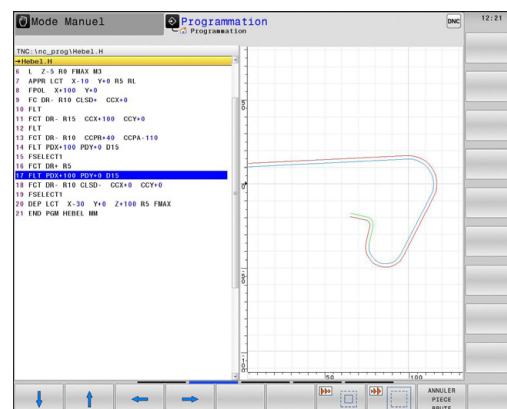 Mode Manuel
Programmation
Programmation
DNC
12:21
TNC:\nc_prog\Hebel.H
→Hebel.H
6 L Z-5 R0 FMAX M3
7 APPR LCT X-10 Y+0 R5 RL
8 FPOL X+100 Y+0
9 FC DR- R10 CLSD+ CCX+0
10 FLT
11 FCT DR- R15 CCX+100 CCY+0
12 FLT
13 FCT DR- R10 CCPR+40 CCPA-110
14 FLT PDX+100 PDY+0 D15
15 FSELECT1
16 FCT DR+ R5
17 FLT PDX+100 PDY+0 D15
18 FCT DR- R10 CLSD- CCX+0 CCY+0
19 FSELECT1
20 DEP LCT X-30 Y+0 Z+100 R5 FMAX
21 END PGM HEBEL MM
50
0
-50
-100
50
100
ANNULER
PIECE
BRUTE